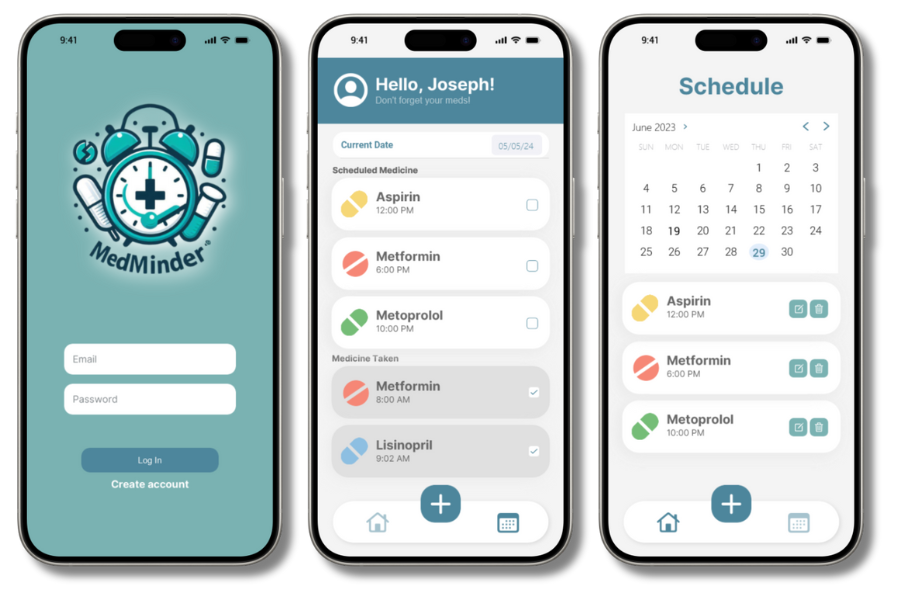 9:41
MedMinder®
Email
Password
Log In
Create account
9:41
Hello, Joseph!
Don't forget your meds!
Current Date 05/05/24
Scheduled Medicine
Aspirin
12:00 PM
Metformin
6:00 PM
Metoprolol
10:00 PM
Medicine Taken
Metformin
8:00 AM
Lisinopril
9:02 AM
9:41
Schedule
June 2023
SUN MON TUE WED THU FRI SAT
1 2 3
4 5 6 7 8 9 10
11 12 13 14 15 16 17
18 19 20 21 22 23 24
25 26 27 28 29 30
Aspirin
12:00 PM
Metformin
6:00 PM
Metoprolol
10:00 PM